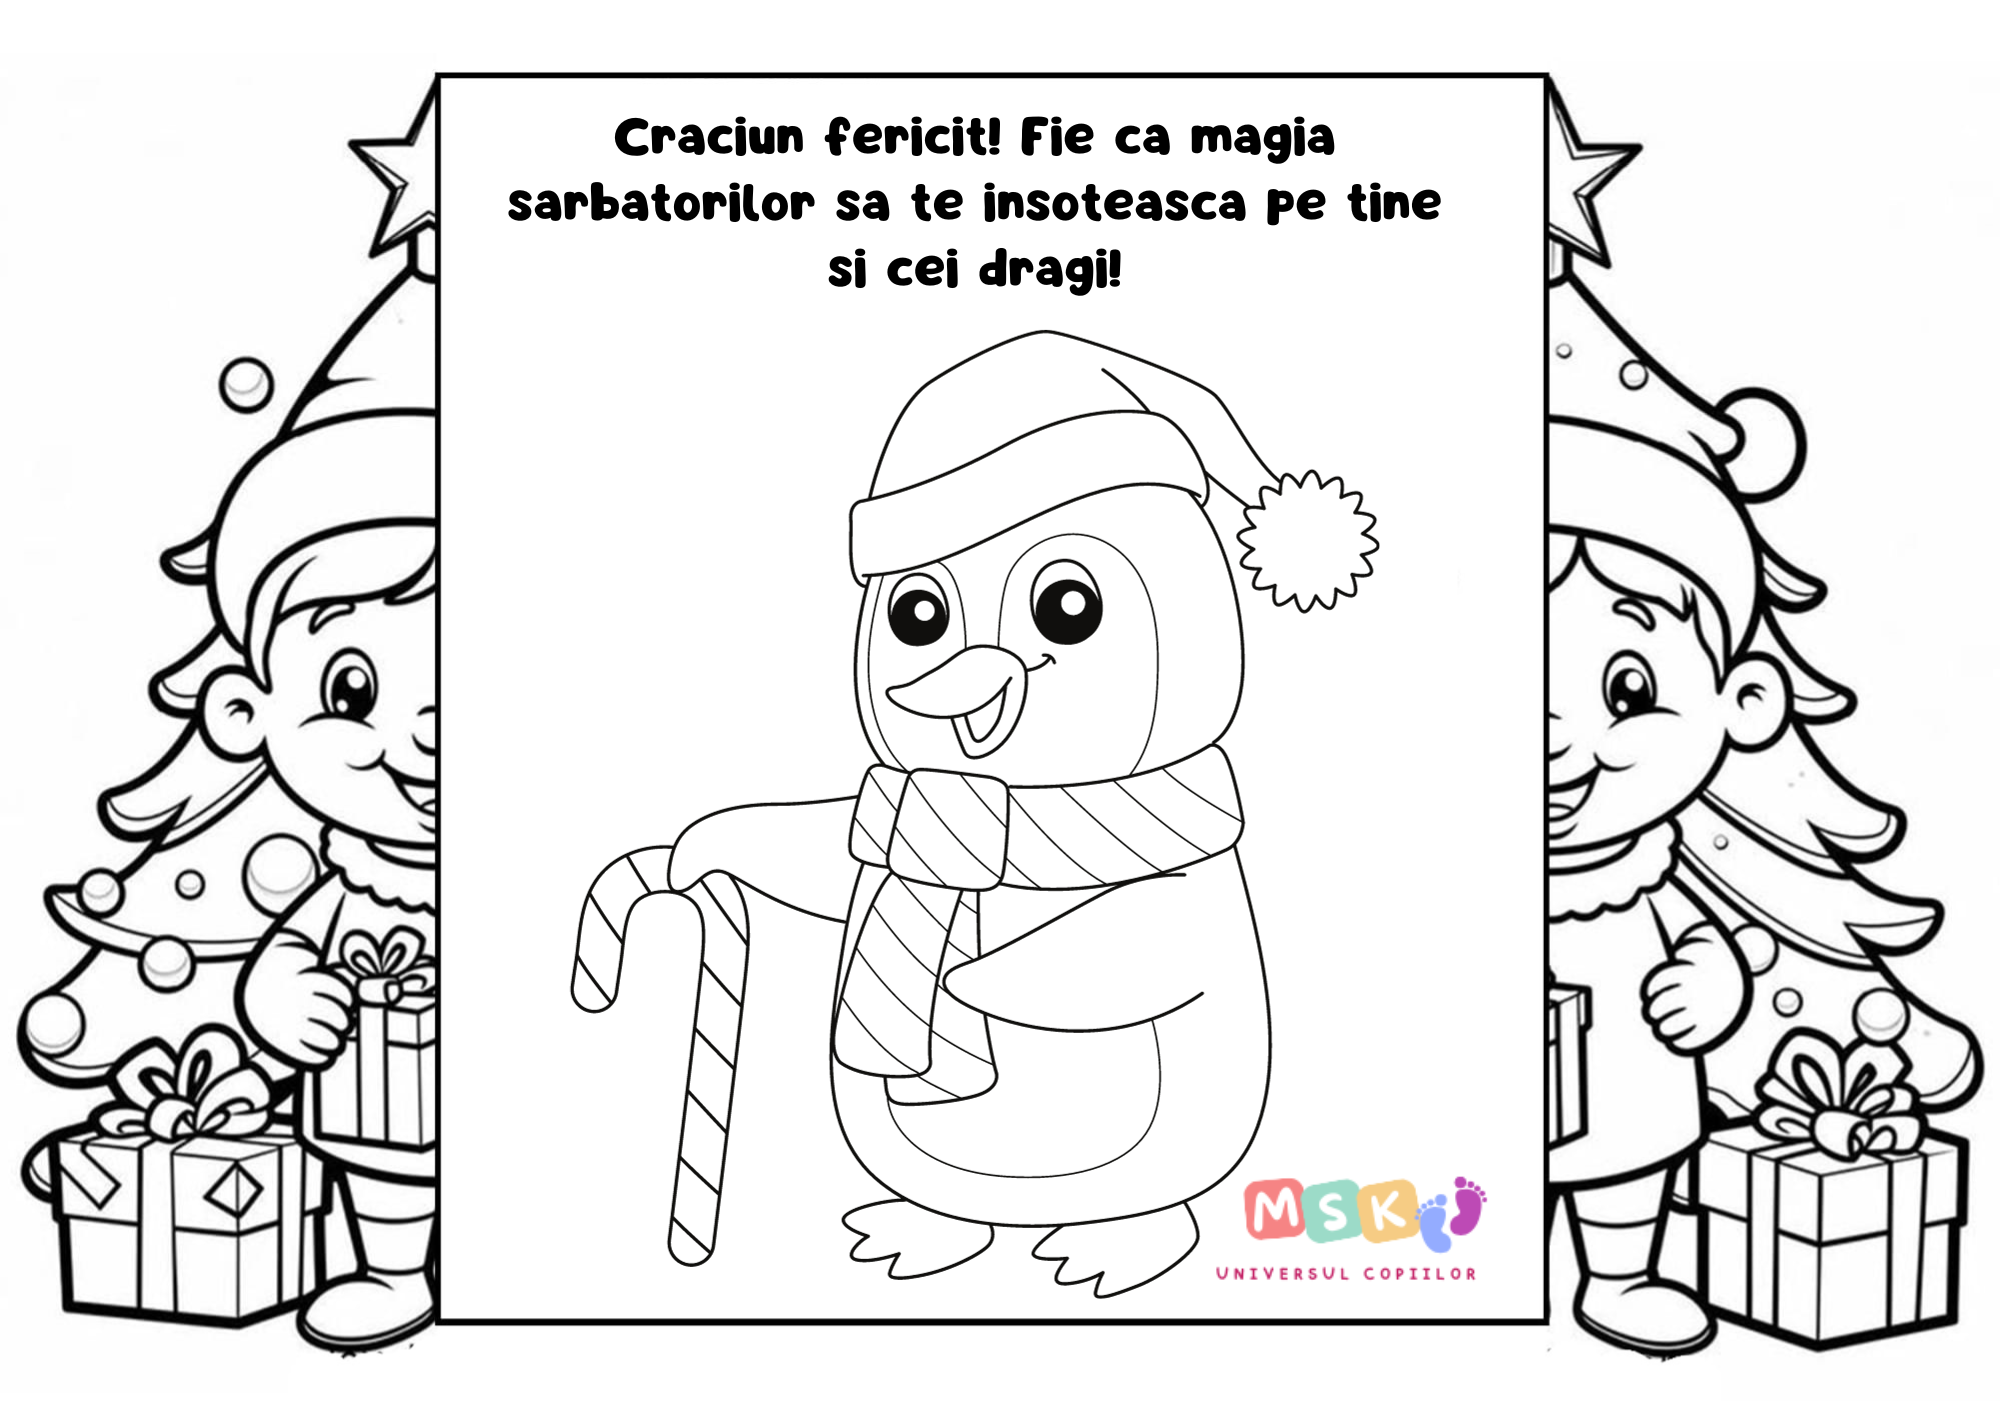 Craciun fericit! Fie ca magia
sarbatorilor sa te insoteasca pe tine
si cei dragi!
MSK
UNIVERSUL COPIILOR